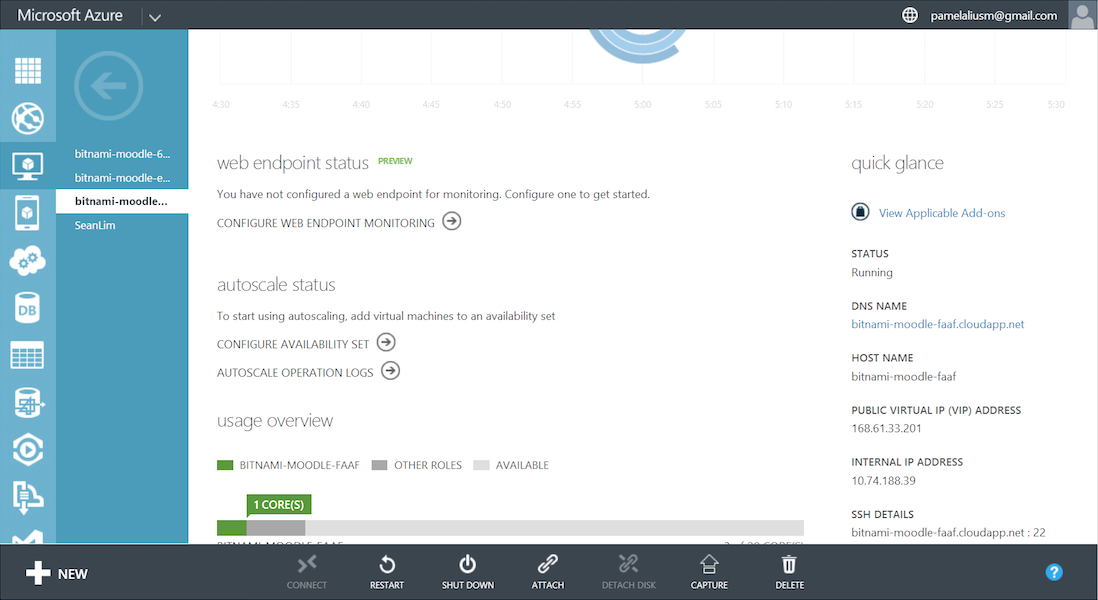 Microsoft Azure
pamelaliusm@gmail.com
bitnami-moodle-6...
bitnami-moodle-e...
bitnami-moodle...
SeanLim
4:30 4:35 4:40 4:45 4:50 4:55 5:00 5:05 5:10 5:15 5:20 5:25 5:30
web endpoint status PREVIEW
You have not configured a web endpoint for monitoring. Configure one to get started.
CONFIGURE WEB ENDPOINT MONITORING
autoscale status
To start using autoscaling, add virtual machines to an availability set
CONFIGURE AVAILABILITY SET
AUTOSCALE OPERATION LOGS
usage overview
BITNAMI-MOODLE-FAAF OTHER ROLES AVAILABLE
1 CORE(S)
BITNAMI-MOODLE-FAAF
quick glance
View Applicable Add-ons
STATUS
Running
DNS NAME
bitnami-moodle-faaf.cloudapp.net
HOST NAME
bitnami-moodle-faaf
PUBLIC VIRTUAL IP (VIP) ADDRESS
168.61.33.201
INTERNAL IP ADDRESS
10.74.188.39
SSH DETAILS
bitnami-moodle-faaf.cloudapp.net : 22
DB
NEW
CONNECT
RESTART
SHUT DOWN
ATTACH
DETACH DISK
CAPTURE
DELETE
?